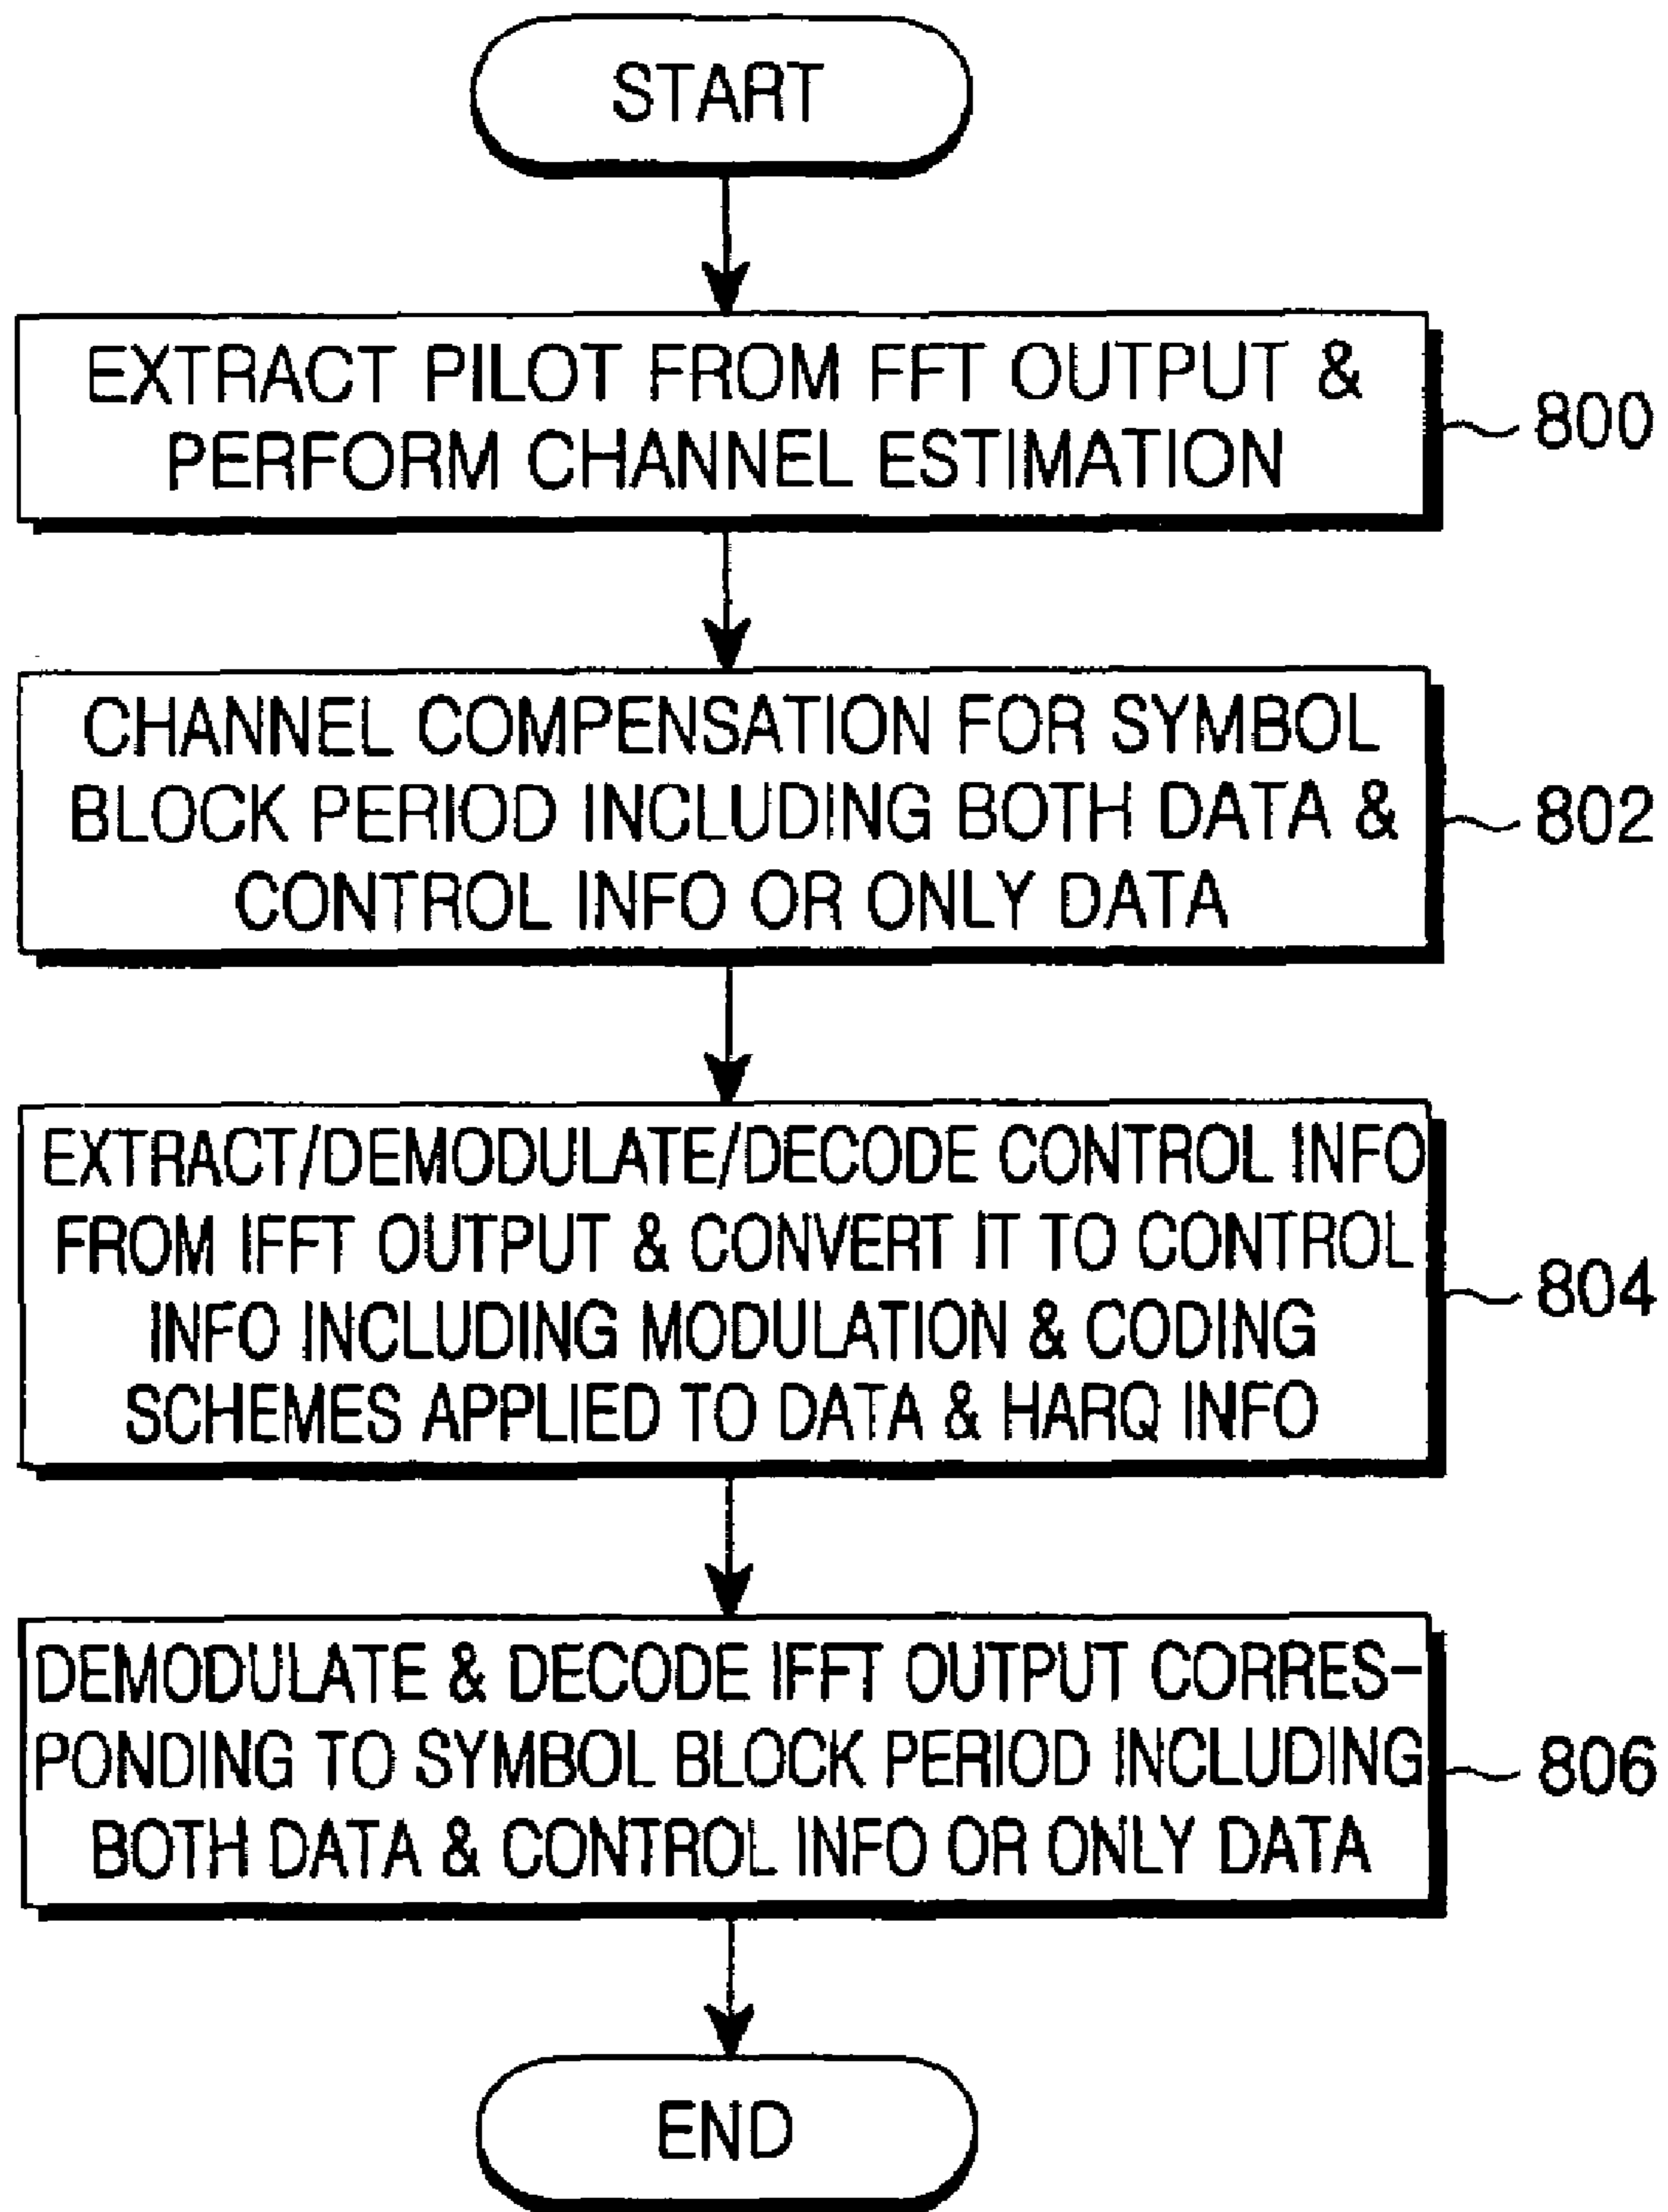 START
EXTRACT PILOT FROM FFT OUTPUT &
PERFORM CHANNEL ESTIMATION
800
CHANNEL COMPENSATION FOR SYMBOL
BLOCK PERIOD INCLUDING BOTH DATA &
CONTROL INFO OR ONLY DATA
802
EXTRACT/DEMODULATE/DECODE CONTROL INFO
FROM IFFT OUTPUT & CONVERT IT TO CONTROL
INFO INCLUDING MODULATION & CODING
SCHEMES APPLIED TO DATA & HARQ INFO
804
DEMODULATE & DECODE IFFT OUTPUT CORRES-
PONDING TO SYMBOL BLOCK PERIOD INCLUDING
BOTH DATA & CONTROL INFO OR ONLY DATA
806
END